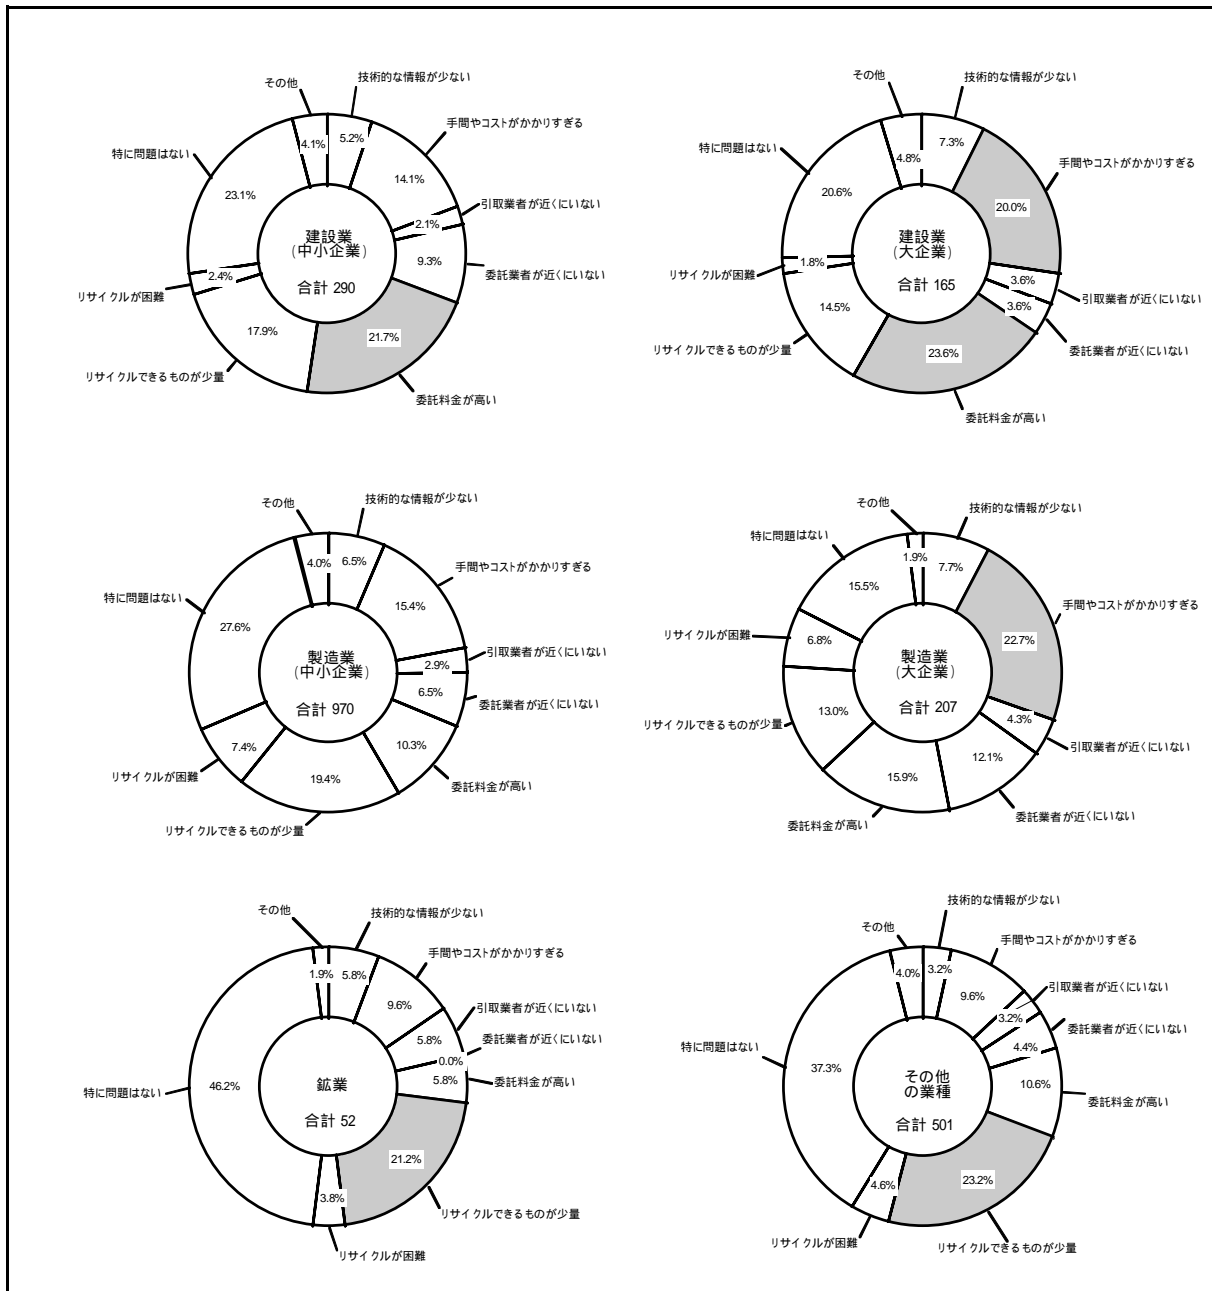 その他
技術的な情報が少ない
手間やコストがかかりすぎる
引取業者が近くにいない
委託業者が近くにいない
委託料金が高い
リサイクルできるものが少量
リサイクルが困難
特に問題はない
4.1%
5.2%
14.1%
2.1%
9.3%
21.7%
17.9%
2.4%
23.1%
建設業
(中小企業)
合計 290
その他
技術的な情報が少ない
手間やコストがかかりすぎる
引取業者が近くにいない
委託業者が近くにいない
委託料金が高い
リサイクルできるものが少量
リサイクルが困難
特に問題はない
4.8%
7.3%
20.0%
3.6%
3.6%
23.6%
14.5%
1.8%
20.6%
建設業
(大企業)
合計 165
その他
技術的な情報が少ない
手間やコストがかかりすぎる
引取業者が近くにいない
委託業者が近くにいない
委託料金が高い
リサイクルできるものが少量
リサイクルが困難
特に問題はない
4.0%
6.5%
15.4%
2.9%
6.5%
10.3%
19.4%
7.4%
27.6%
製造業
(中小企業)
合計 970
その他
技術的な情報が少ない
手間やコストがかかりすぎる
引取業者が近くにいない
委託業者が近くにいない
委託料金が高い
リサイクルできるものが少量
リサイクルが困難
特に問題はない
1.9%
7.7%
22.7%
4.3%
12.1%
15.9%
13.0%
6.8%
15.5%
製造業
(大企業)
合計 207
その他
技術的な情報が少ない
手間やコストがかかりすぎる
引取業者が近くにいない
委託業者が近くにいない
委託料金が高い
リサイクルできるものが少量
リサイクルが困難
特に問題はない
1.9%
5.8%
9.6%
5.8%
0.0%
5.8%
21.2%
3.8%
46.2%
鉱業
合計 52
その他
技術的な情報が少ない
手間やコストがかかりすぎる
引取業者が近くにいない
委託業者が近くにいない
委託料金が高い
リサイクルできるものが少量
リサイクルが困難
特に問題はない
4.0%
3.2%
9.6%
3.2%
4.4%
10.6%
23.2%
4.6%
37.3%
その他
の業種
合計 501